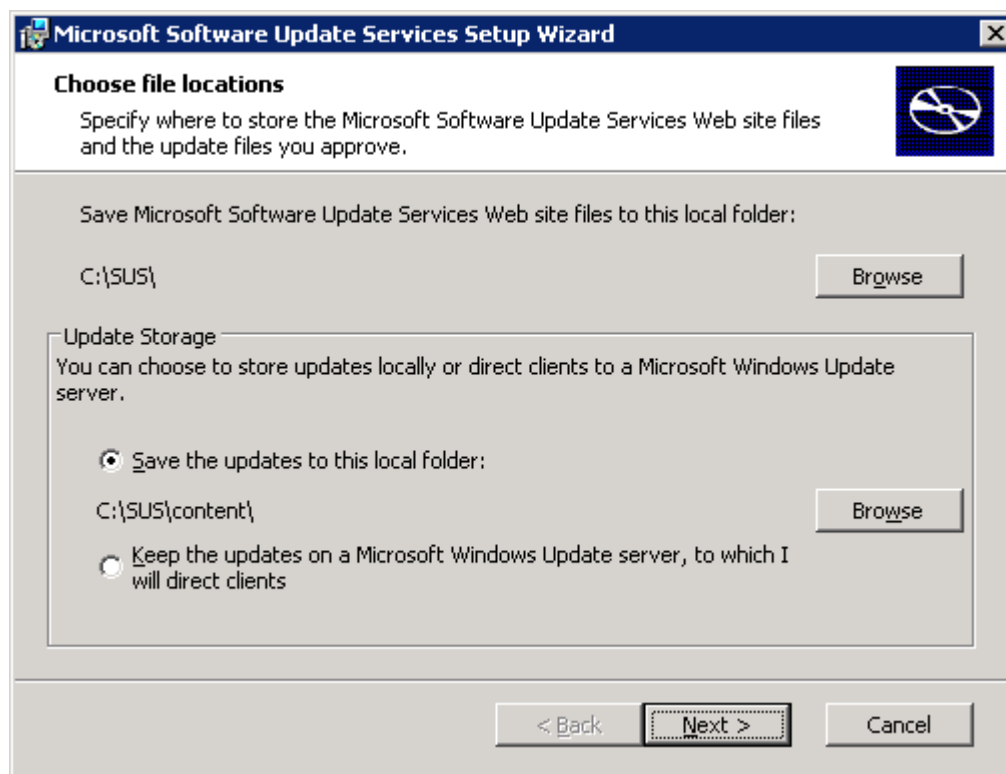 Microsoft Software Update Services Setup Wizard
Choose file locations
Specify where to store the Microsoft Software Update Services Web site files
and the update files you approve.
Save Microsoft Software Update Services Web site files to this local folder:
C:\SUS\
Browse
Update Storage
You can choose to store updates locally or direct clients to a Microsoft Windows Update
server.
Save the updates to this local folder:
C:\SUS\content\
Browse
Keep the updates on a Microsoft Windows Update server, to which I
will direct clients
< Back
Next >
Cancel